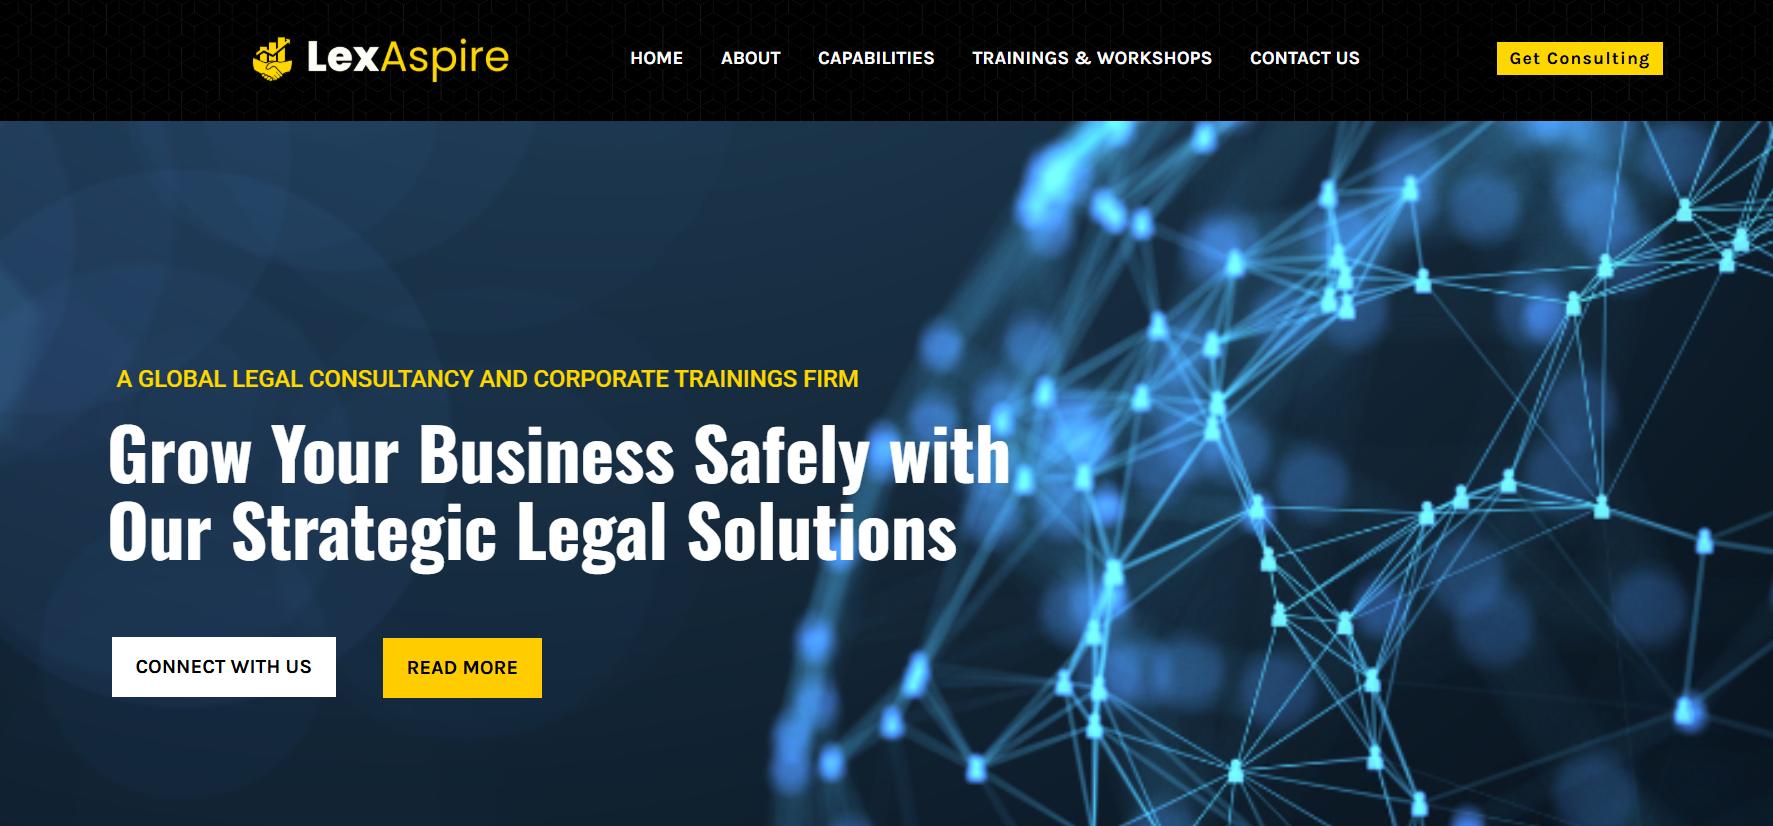 LexAspire
HOME ABOUT CAPABILITIES TRAININGS & WORKSHOPS CONTACT US
Get Consulting
A GLOBAL LEGAL CONSULTANCY AND CORPORATE TRAININGS FIRM
Grow Your Business Safely with
Our Strategic Legal Solutions
CONNECT WITH US
READ MORE